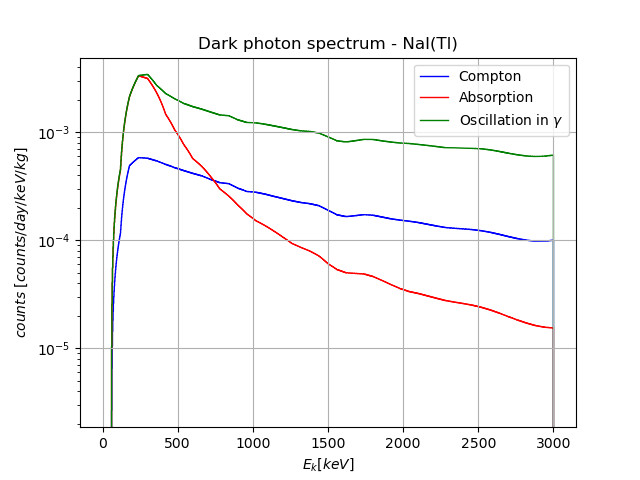 Dark photon spectrum - NaI(Tl)
Compton
Absorption
Oscillation in γ
counts [counts/day/keV/kg]
10⁻³
10⁻⁴
10⁻⁵
0 500 1000 1500 2000 2500 3000
E_k[keV]